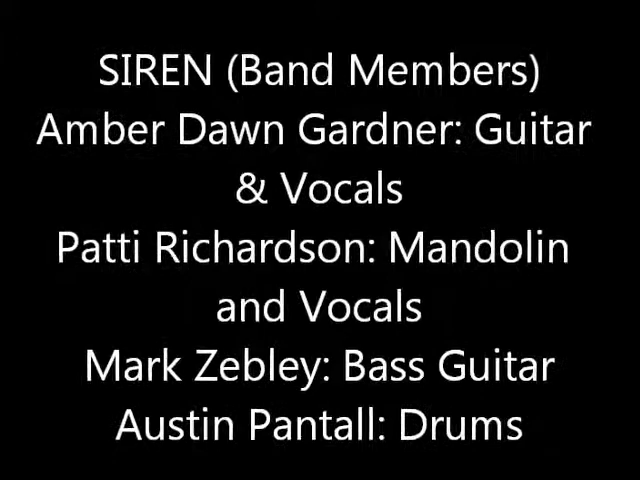 SIREN (Band Members)
Amber Dawn Gardner: Guitar
& Vocals
Patti Richardson: Mandolin
and Vocals
Mark Zebley: Bass Guitar
Austin Pantall: Drums